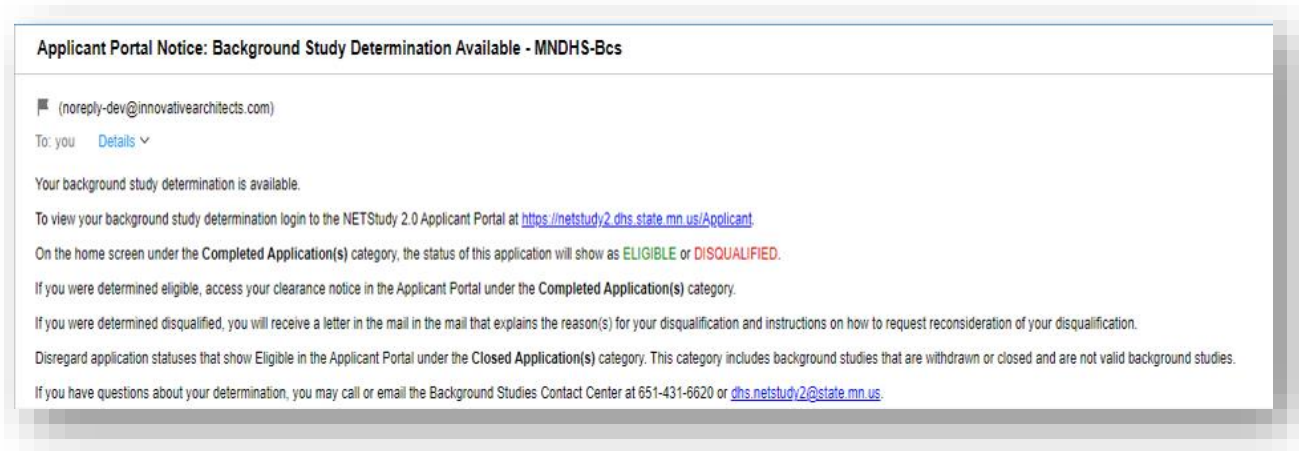 Applicant Portal Notice: Background Study Determination Available - MNDHS-Bcs
(noreply-dev@innovativearchitects.com)
To: you Details
Your background study determination is available.
To view your background study determination login to the NETStudy 2.0 Applicant Portal at https://netstudy2.dhs.state.mn.us/Applicant.
On the home screen under the Completed Application(s) category, the status of this application will show as ELIGIBLE or DISQUALIFIED.
If you were determined eligible, access your clearance notice in the Applicant Portal under the Completed Application(s) category.
If you were determined disqualified, you will receive a letter in the mail in the mail that explains the reason(s) for your disqualification and instructions on how to request reconsideration of your disqualification.
Disregard application statuses that show Eligible in the Applicant Portal under the Closed Application(s) category. This category includes background studies that are withdrawn or closed and are not valid background studies.
If you have questions about your determination, you may call or email the Background Studies Contact Center at 651-431-6620 or dhs.netstudy2@state.mn.us.